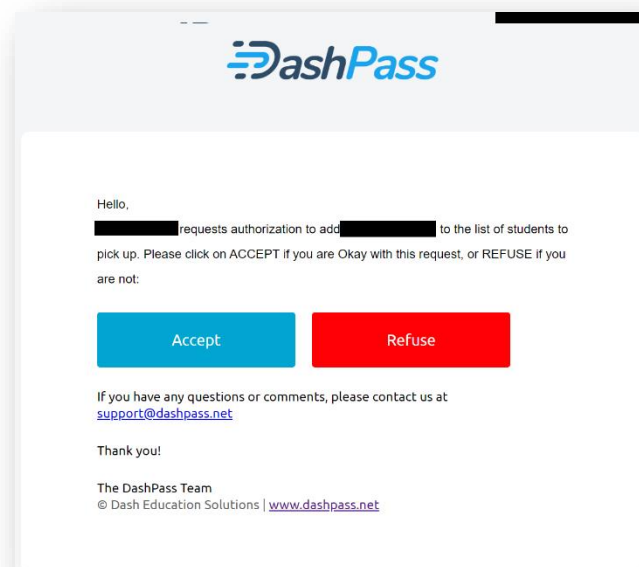 DashPass
Hello,
requests authorization to add to the list of students to
pick up. Please click on ACCEPT if you are Okay with this request, or REFUSE if you
are not:
Accept Refuse
If you have any questions or comments, please contact us at
support@dashpass.net
Thank you!
The DashPass Team
© Dash Education Solutions | www.dashpass.net